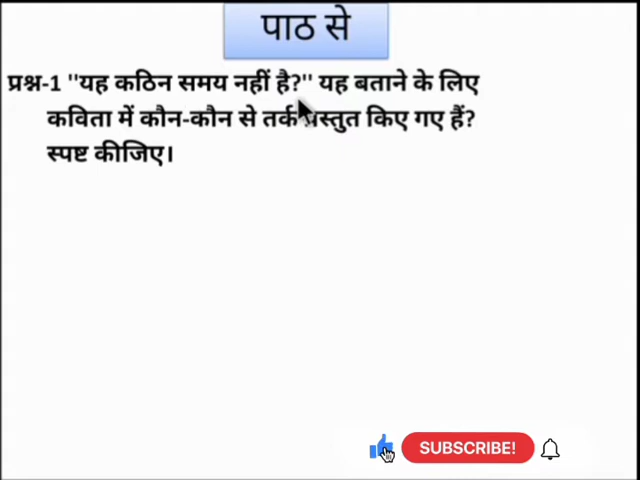 पाठ से
प्रश्न-1 "यह कठिन समय नहीं है?" यह बताने के लिए
कविता में कौन-कौन से तर्क प्रस्तुत किए गए हैं?
स्पष्ट कीजिए।
SUBSCRIBE!